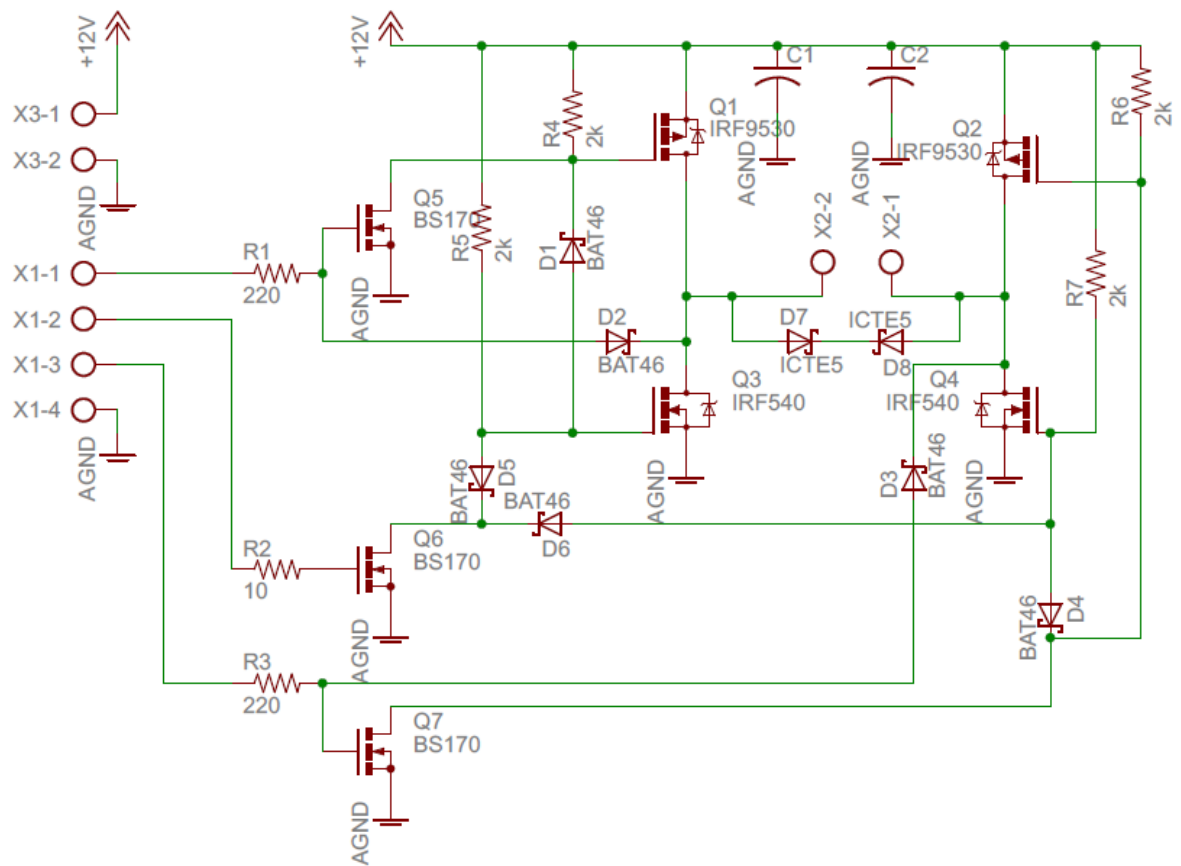 +12V
+12V
X3-1
X3-2
AGND
X1-1
X1-2
X1-3
X1-4
AGND
R1
220
R2
10
R3
220
Q5
BS170
AGND
Q6
BS170
AGND
Q7
BS170
AGND
R4
2k
R5
2k
D1
BAT46
D2
BAT46
D5
BAT46
BAT46
D6
Q1
IRF9530
Q3
IRF540
AGND
C1
AGND
C2
AGND
X2-2
X2-1
D7
ICTE5
ICTE5
D8
Q2
IRF9530
Q4
IRF540
AGND
D3
BAT46
R6
2k
R7
2k
D4
BAT46